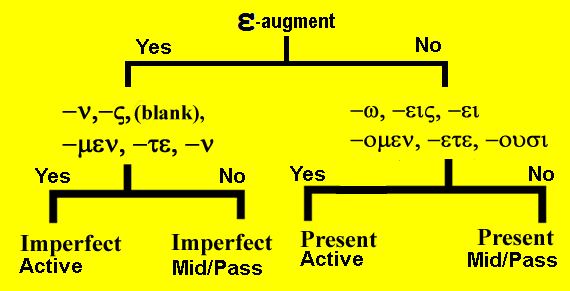 ε-augment
Yes No
–ν,–ς, (blank), –ω, –εις, –ει
–μεν, –τε, –ν –ομεν, –ετε, –ουσι
Yes No Yes No
Imperfect Imperfect Present Present
Active Mid/Pass Active Mid/Pass